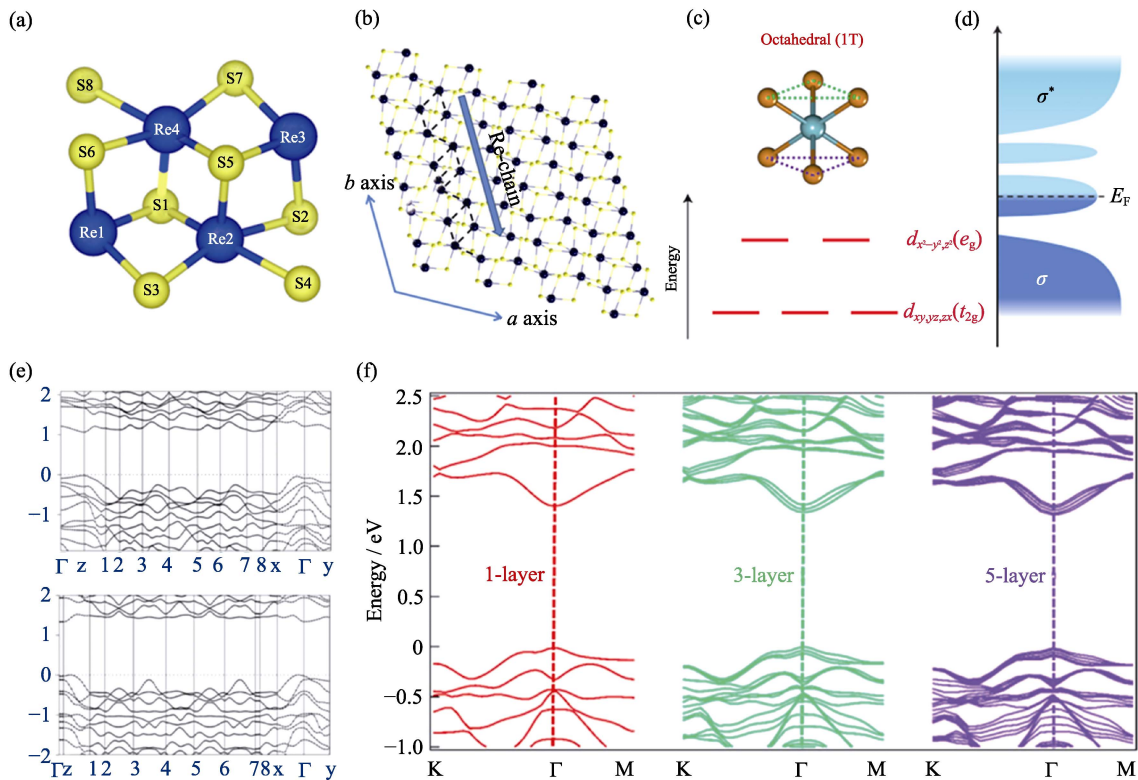 (a)
S8
S7
Re4
Re3
S6
S5
S1
S2
Re1
Re2
S3
S4
(b)
Re-chain
b axis
a axis
(c)
Octahedral (1T)
Energy
dx²−y²,z²(eg)
dxy,yz,zx(t2g)
(d)
σ*
EF
σ
(e)
2
1
0
−1
Γ z 1 2 3 4 5 6 7 8 x Γ y
2
1
0
−1
−2
Γ z 1 2 3 4 5 6 7 8 x Γ y
(f)
Energy / eV
2.5
2.0
1.5
1.0
0.5
0
−0.5
−1.0
1-layer
3-layer
5-layer
K Γ M K Γ M K Γ M